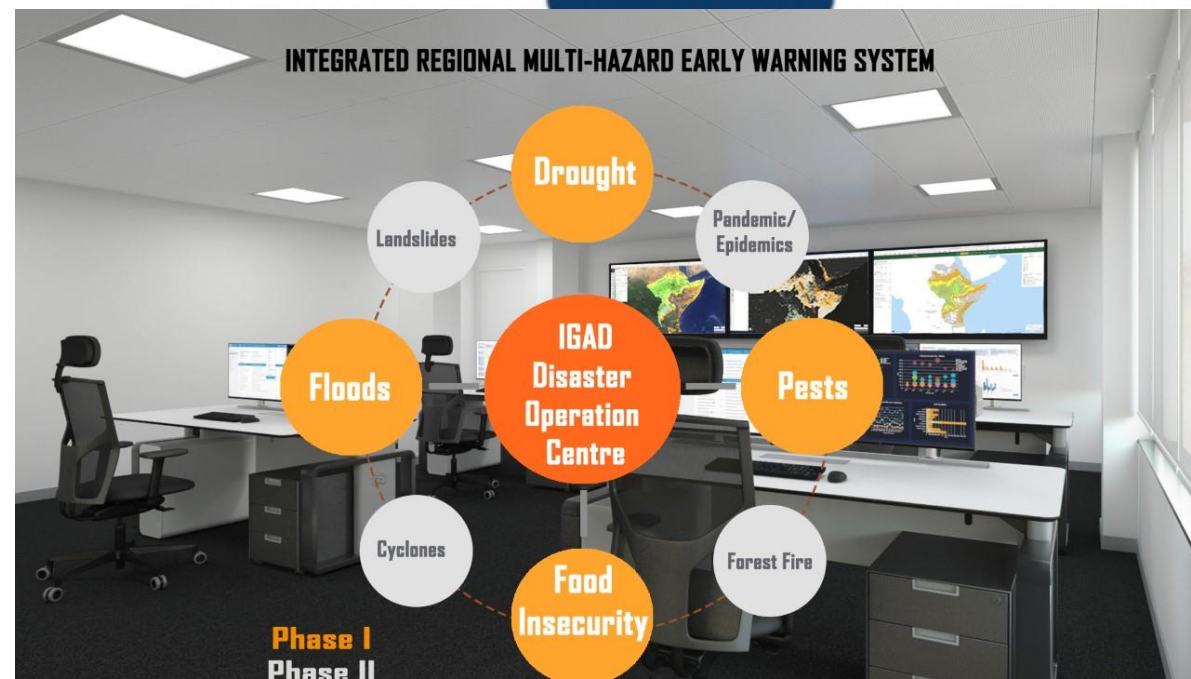 INTEGRATED REGIONAL MULTI-HAZARD EARLY WARNING SYSTEM
Drought
Landslides
Pandemic/
Epidemics
Floods
IGAD
Disaster
Operation
Centre
Pests
Cyclones
Forest Fire
Food
Insecurity
Phase I
Phase II